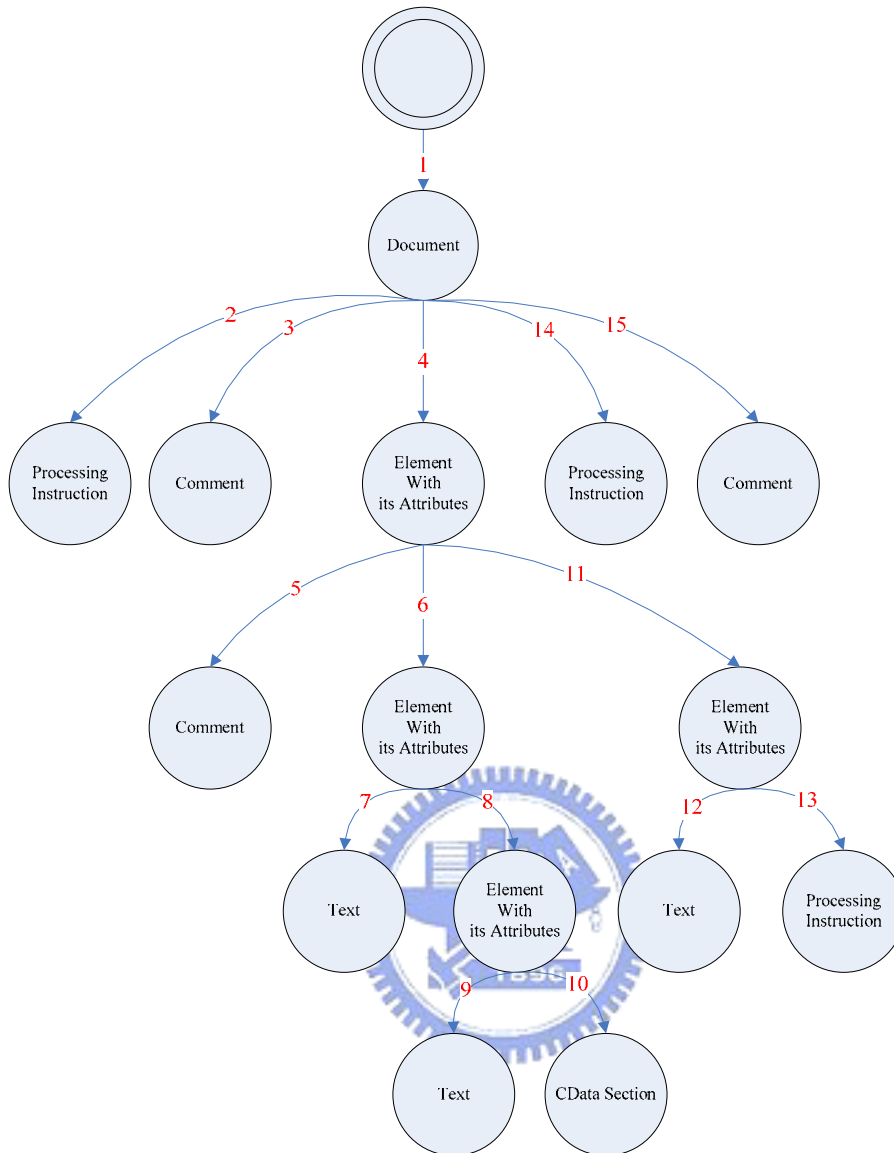 1
Document
2
3
4
14
15
Processing
Instruction
Comment
Element
With
its Attributes
Processing
Instruction
Comment
5
6
11
Comment
Element
With
its Attributes
Element
With
its Attributes
7
8
12
13
Text
Element
With
its Attributes
Text
Processing
Instruction
9
10
Text
CData Section